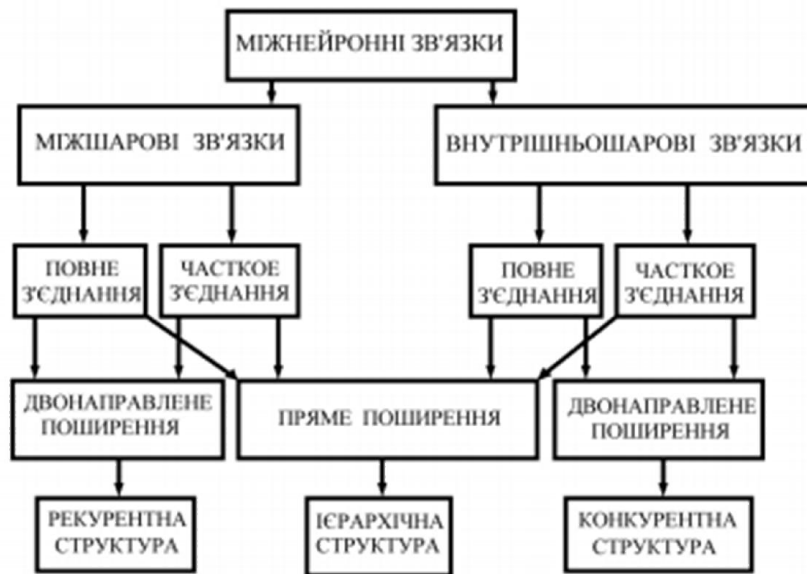 МІЖНЕЙРОННІ ЗВ'ЯЗКИ
МІЖШАРОВІ ЗВ'ЯЗКИ
ВНУТРІШНЬОШАРОВІ ЗВ'ЯЗКИ
ПОВНЕ
З'ЄДНАННЯ
ЧАСТКОЕ
З'ЄДНАННЯ
ПОВНЕ
З'ЄДНАННЯ
ЧАСТКОЕ
З'ЄДНАННЯ
ДВОНАПРАВЛЕНЕ
ПОШИРЕННЯ
ПРЯМЕ ПОШИРЕННЯ
ДВОНАПРАВЛЕНЕ
ПОШИРЕННЯ
РЕКУРЕНТНА
СТРУКТУРА
ІЄРАРХІЧНА
СТРУКТУРА
КОНКУРЕНТНА
СТРУКТУРА